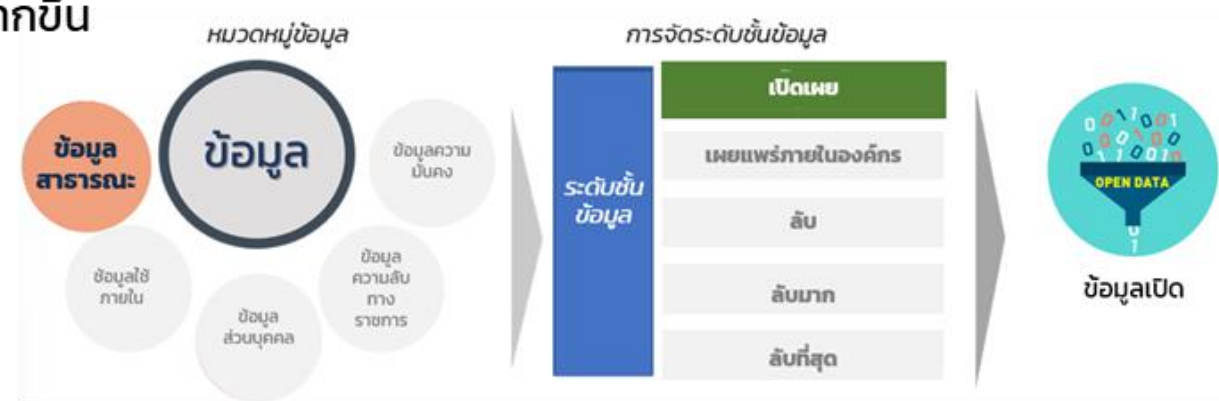 ากขึ้น
หมวดหมู่ข้อมูล
ข้อมูล
สาธารณะ
ข้อมูล
ข้อมูลความ
มั่นคง
ข้อมูลใช้
ภายใน
ข้อมูล
ส่วนบุคคล
ข้อมูล
ความลับ
ทาง
ราชการ
การจัดระดับชั้นข้อมูล
ระดับชั้น
ข้อมูล
เปิดเผย
เผยแพร่ภายในองค์กร
ลับ
ลับมาก
ลับที่สุด
OPEN DATA
ข้อมูลเปิด